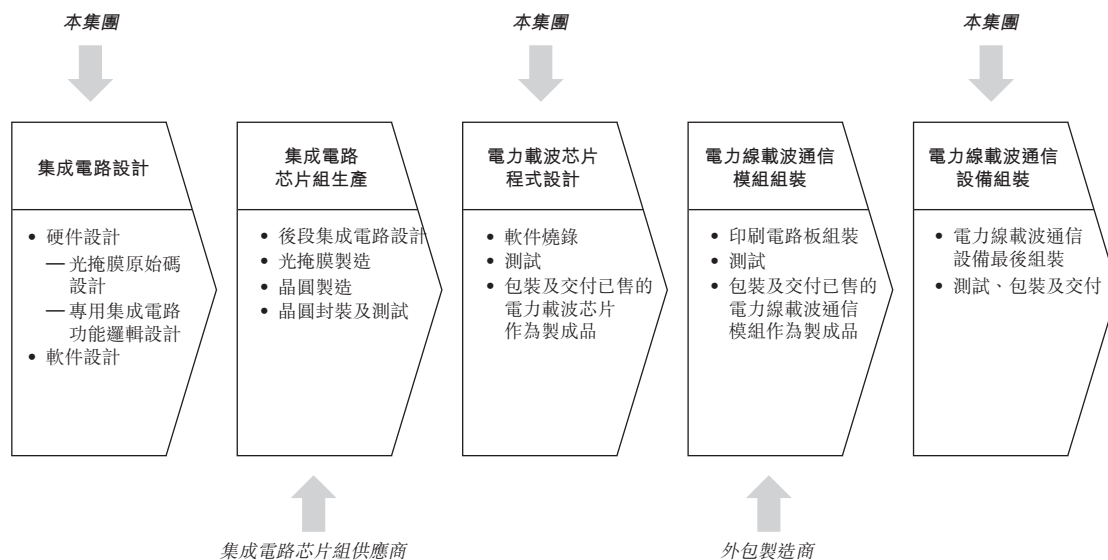 本集團
本集團
本集團
集成電路設計
• 硬件設計
— 光掩膜原始碼
設計
— 專用集成電路
功能邏輯設計
• 軟件設計
集成電路
芯片組生產
• 後段集成電路設計
• 光掩膜製造
• 晶圓製造
• 晶圓封裝及測試
電力載波芯片
程式設計
• 軟件燒錄
• 測試
• 包裝及交付已售的
電力載波芯片
作為製成品
電力線載波通信
模組組裝
• 印刷電路板組裝
• 測試
• 包裝及交付已售的
電力線載波通信
模組作為製成品
電力線載波通信
設備組裝
• 電力線載波通信
設備最後組裝
• 測試、包裝及交付
集成電路芯片組供應商
外包製造商